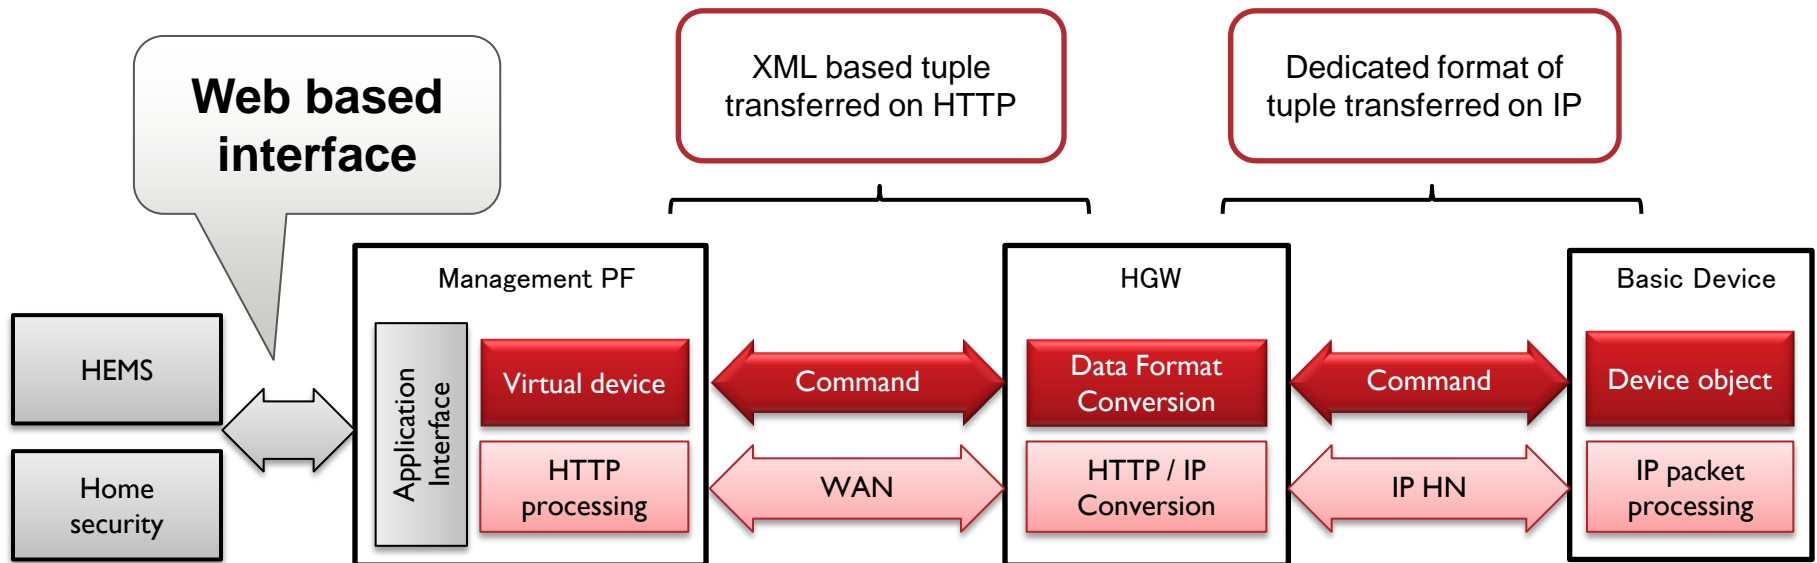 Web based
interface
XML based tuple
transferred on HTTP
Dedicated format of
tuple transferred on IP
HEMS
Home
security
Management PF
Application
Interface
Virtual device
HTTP
processing
Command
WAN
HGW
Data Format
Conversion
HTTP / IP
Conversion
Command
IP HN
Basic Device
Device object
IP packet
processing